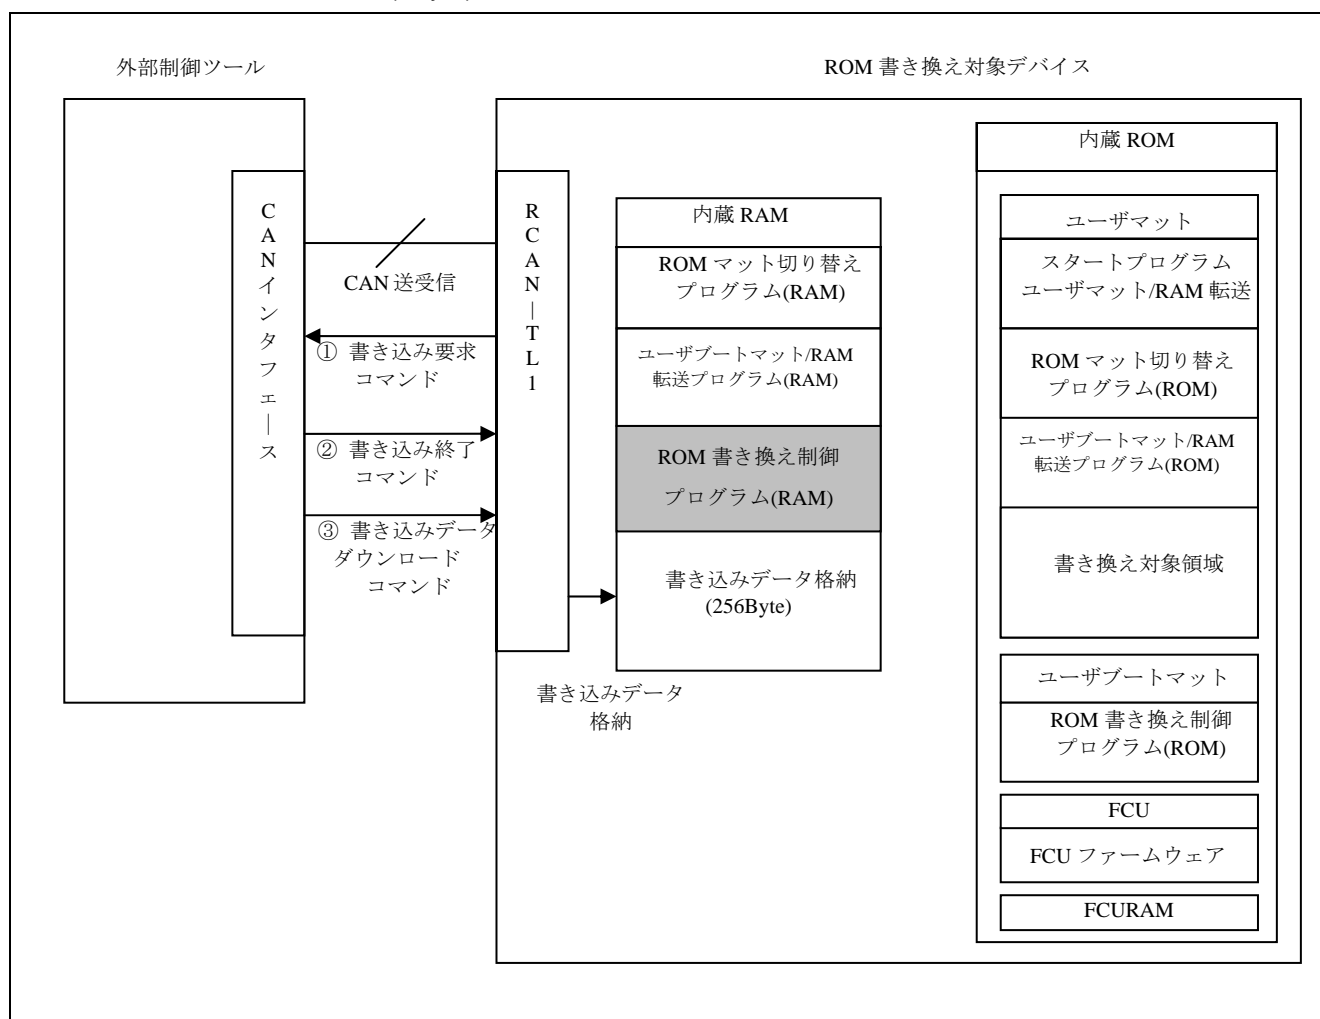 外部制御ツール
ROM 書き換え対象デバイス
CANインタフェース
CAN 送受信
① 書き込み要求
コマンド
② 書き込み終了
コマンド
③ 書き込みデータ
ダウンロード
コマンド
RCAN－TL1
書き込みデータ
格納
内蔵 RAM
ROM マット切り替え
プログラム(RAM)
ユーザブートマット/RAM
転送プログラム(RAM)
ROM 書き換え制御
プログラム(RAM)
書き込みデータ格納
(256Byte)
内蔵 ROM
ユーザマット
スタートプログラム
ユーザマット/RAM 転送
ROM マット切り替え
プログラム(ROM)
ユーザブートマット/RAM
転送プログラム(ROM)
書き換え対象領域
ユーザブートマット
ROM 書き換え制御
プログラム(ROM)
FCU
FCU ファームウェア
FCURAM